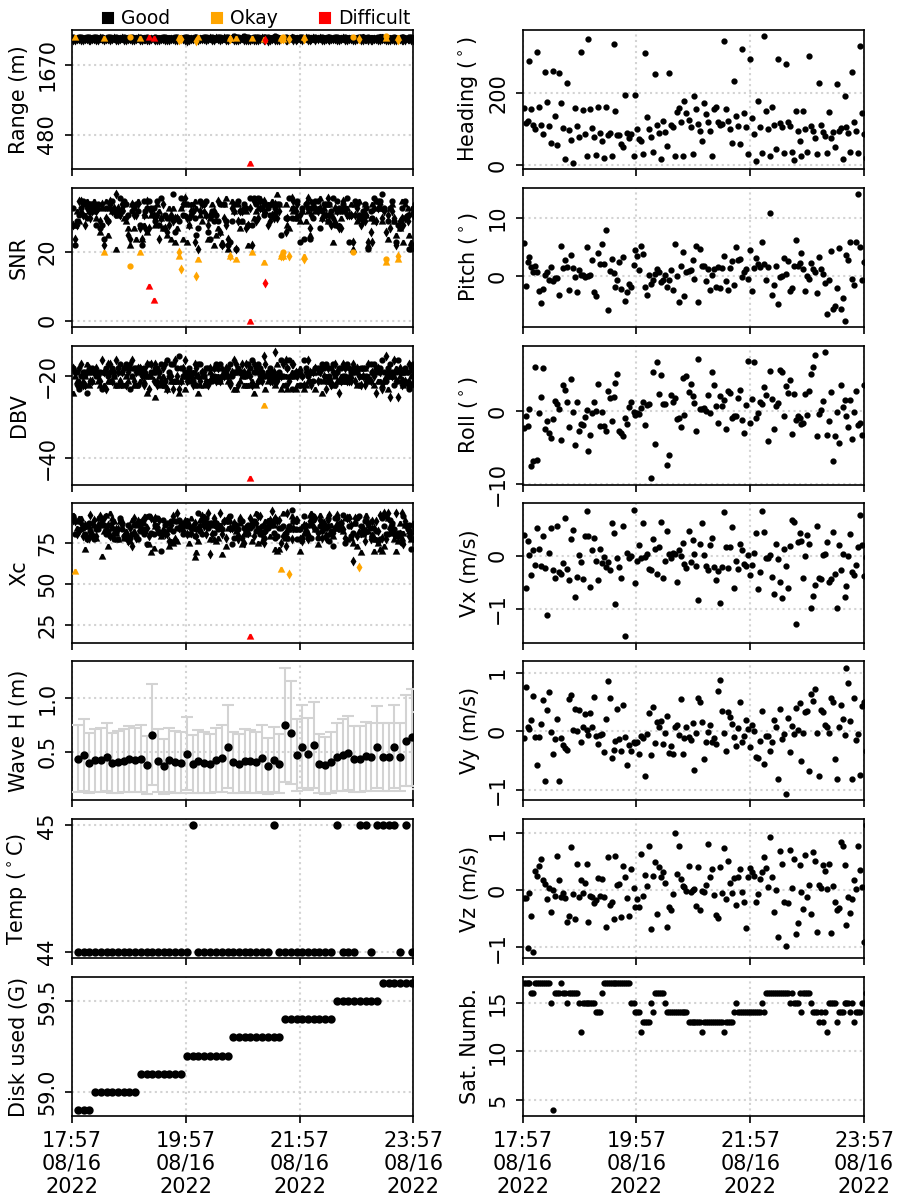 Good Okay Difficult
Range (m)
1670
480
Heading (°)
200
0
SNR
20
0
Pitch (°)
10
0
DBV
−20
−40
Roll (°)
0
−10
Xc
75
50
25
Vx (m/s)
0
−1
Wave H (m)
1.0
0.5
Vy (m/s)
1
0
−1
Temp (°C)
45
44
Vz (m/s)
1
0
−1
Disk used (G)
59.5
59.0
Sat. Numb.
15
10
5
17:57 19:57 21:57 23:57 17:57 19:57 21:57 23:57
08/16 08/16 08/16 08/16 08/16 08/16 08/16 08/16
2022 2022 2022 2022 2022 2022 2022 2022